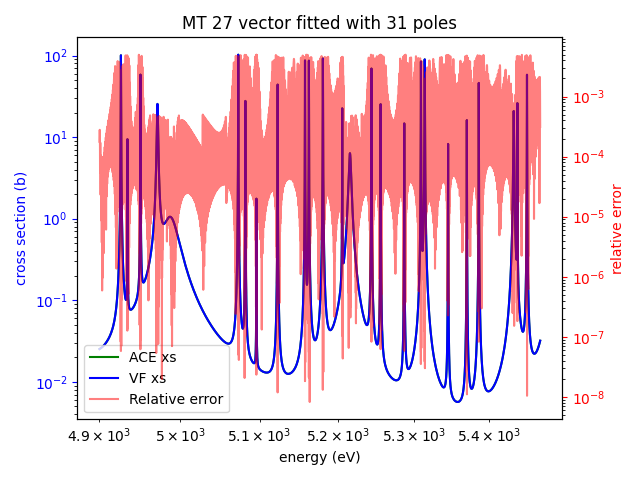 MT 27 vector fitted with 31 poles
10²
10¹
10⁰
10⁻¹
10⁻²
cross section (b)
10⁻³
10⁻⁴
10⁻⁵
10⁻⁶
10⁻⁷
10⁻⁸
relative error
ACE xs
VF xs
Relative error
4.9 × 10³ 5 × 10³ 5.1 × 10³ 5.2 × 10³ 5.3 × 10³ 5.4 × 10³
energy (eV)